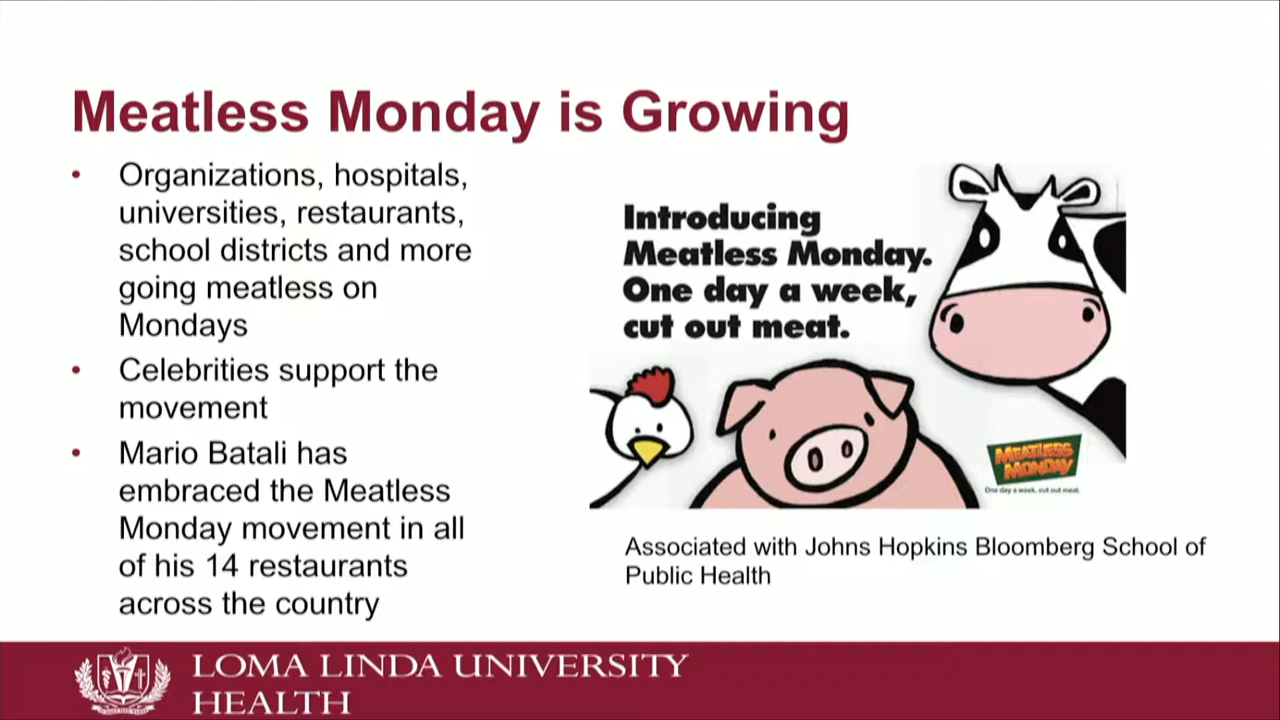 Meatless Monday is Growing
• Organizations, hospitals,
universities, restaurants,
school districts and more
going meatless on
Mondays
• Celebrities support the
movement
• Mario Batali has
embraced the Meatless
Monday movement in all
of his 14 restaurants
across the country
Introducing
Meatless Monday.
One day a week,
cut out meat.
MEATLESS
MONDAY
One day a week, cut out meat.
Associated with Johns Hopkins Bloomberg School of
Public Health
LOMA LINDA UNIVERSITY
HEALTH